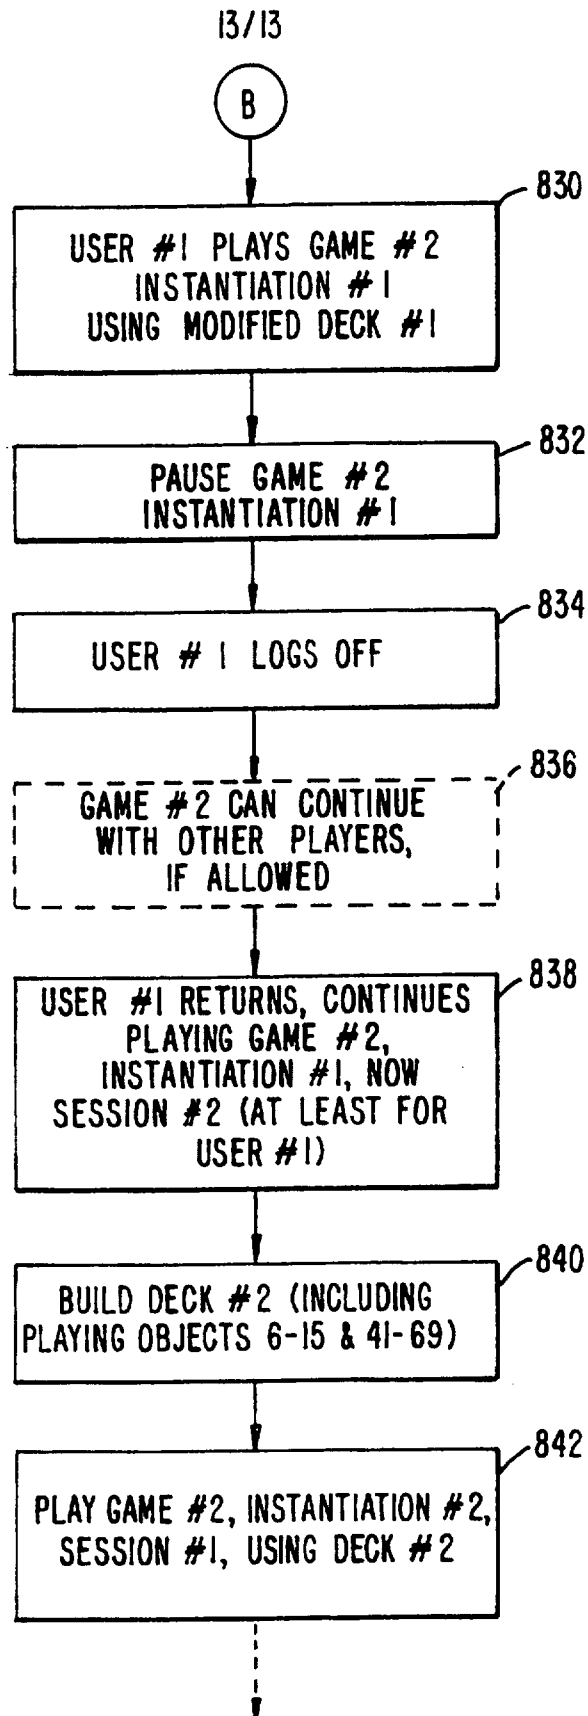 13/13
B
830
USER #1 PLAYS GAME #2
INSTANTIATION #1
USING MODIFIED DECK #1
832
PAUSE GAME #2
INSTANTIATION #1
834
USER #1 LOGS OFF
836
GAME #2 CAN CONTINUE
WITH OTHER PLAYERS,
IF ALLOWED
838
USER #1 RETURNS, CONTINUES
PLAYING GAME #2,
INSTANTIATION #1, NOW
SESSION #2 (AT LEAST FOR
USER #1)
840
BUILD DECK #2 (INCLUDING
PLAYING OBJECTS 6-15 & 41-69)
842
PLAY GAME #2, INSTANTIATION #2,
SESSION #1, USING DECK #2